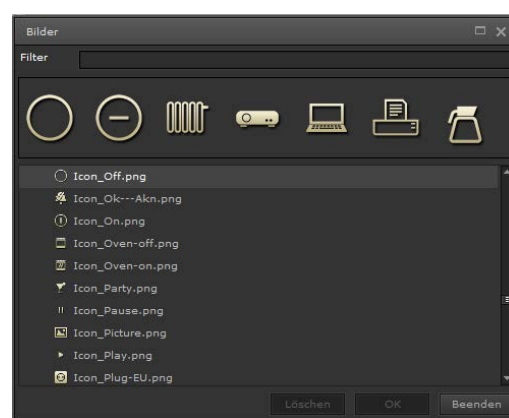 Bilder
Filter
Icon_Off.png
Icon_Ok---Akn.png
Icon_On.png
Icon_Oven-off.png
Icon_Oven-on.png
Icon_Party.png
Icon_Pause.png
Icon_Picture.png
Icon_Play.png
Icon_Plug-EU.png
Löschen OK Beenden